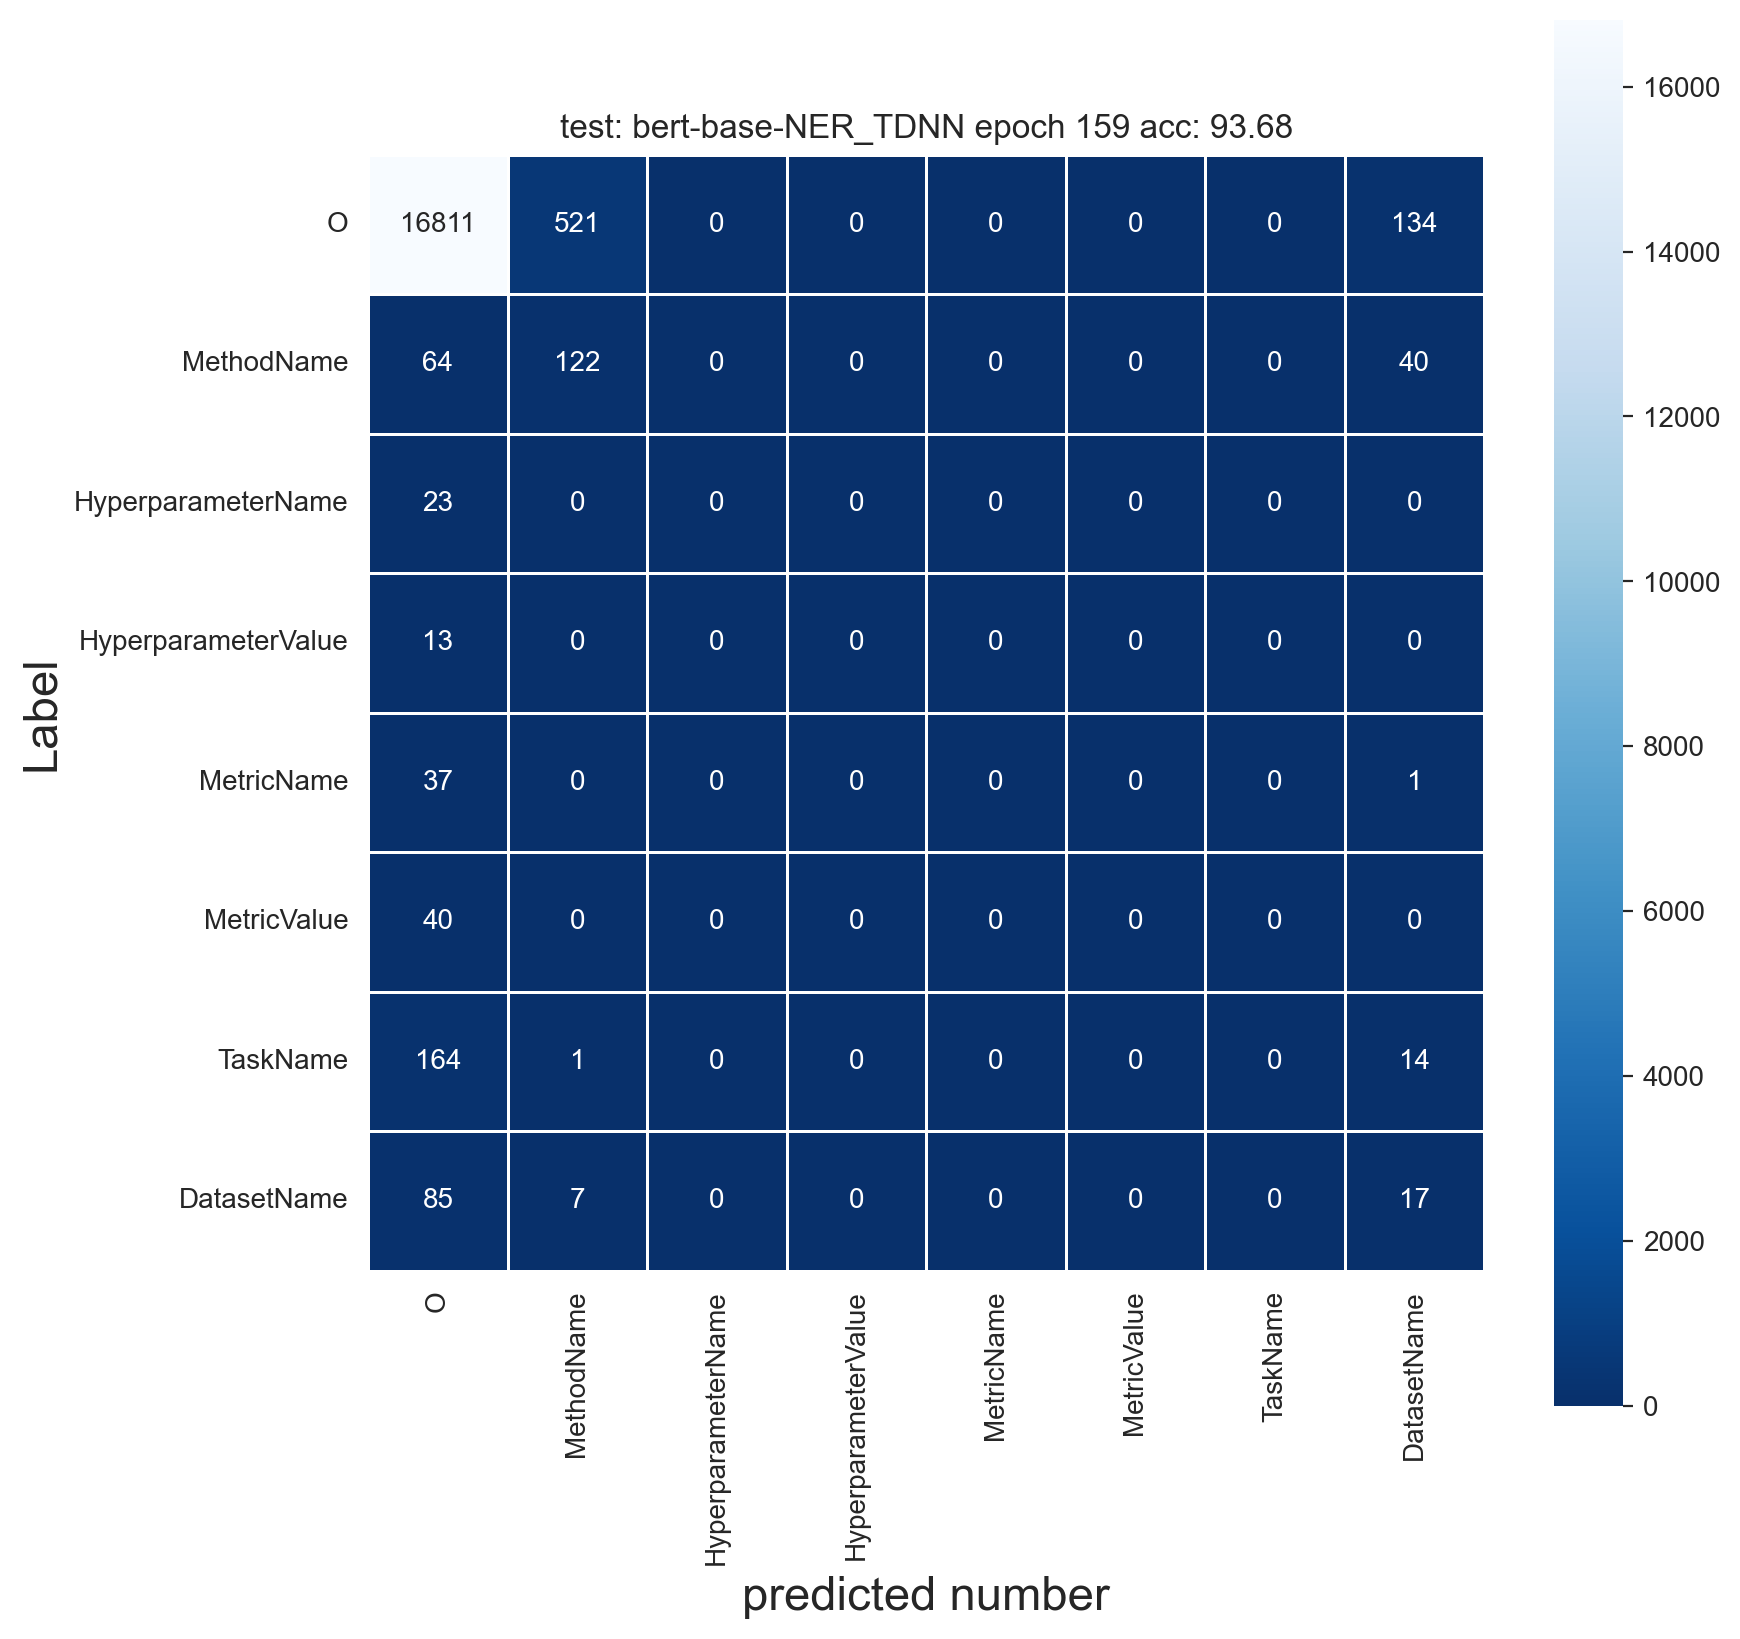 test: bert-base-NER_TDNN epoch 159 acc: 93.68
O 16811 521 0 0 0 0 0 134
MethodName 64 122 0 0 0 0 0 40
HyperparameterName 23 0 0 0 0 0 0 0
HyperparameterValue 13 0 0 0 0 0 0 0
MetricName 37 0 0 0 0 0 0 1
MetricValue 40 0 0 0 0 0 0 0
TaskName 164 1 0 0 0 0 0 14
DatasetName 85 7 0 0 0 0 0 17
Label
O
MethodName
HyperparameterName
HyperparameterValue
MetricName
MetricValue
TaskName
DatasetName
predicted number
16000
14000
12000
10000
8000
6000
4000
2000
0